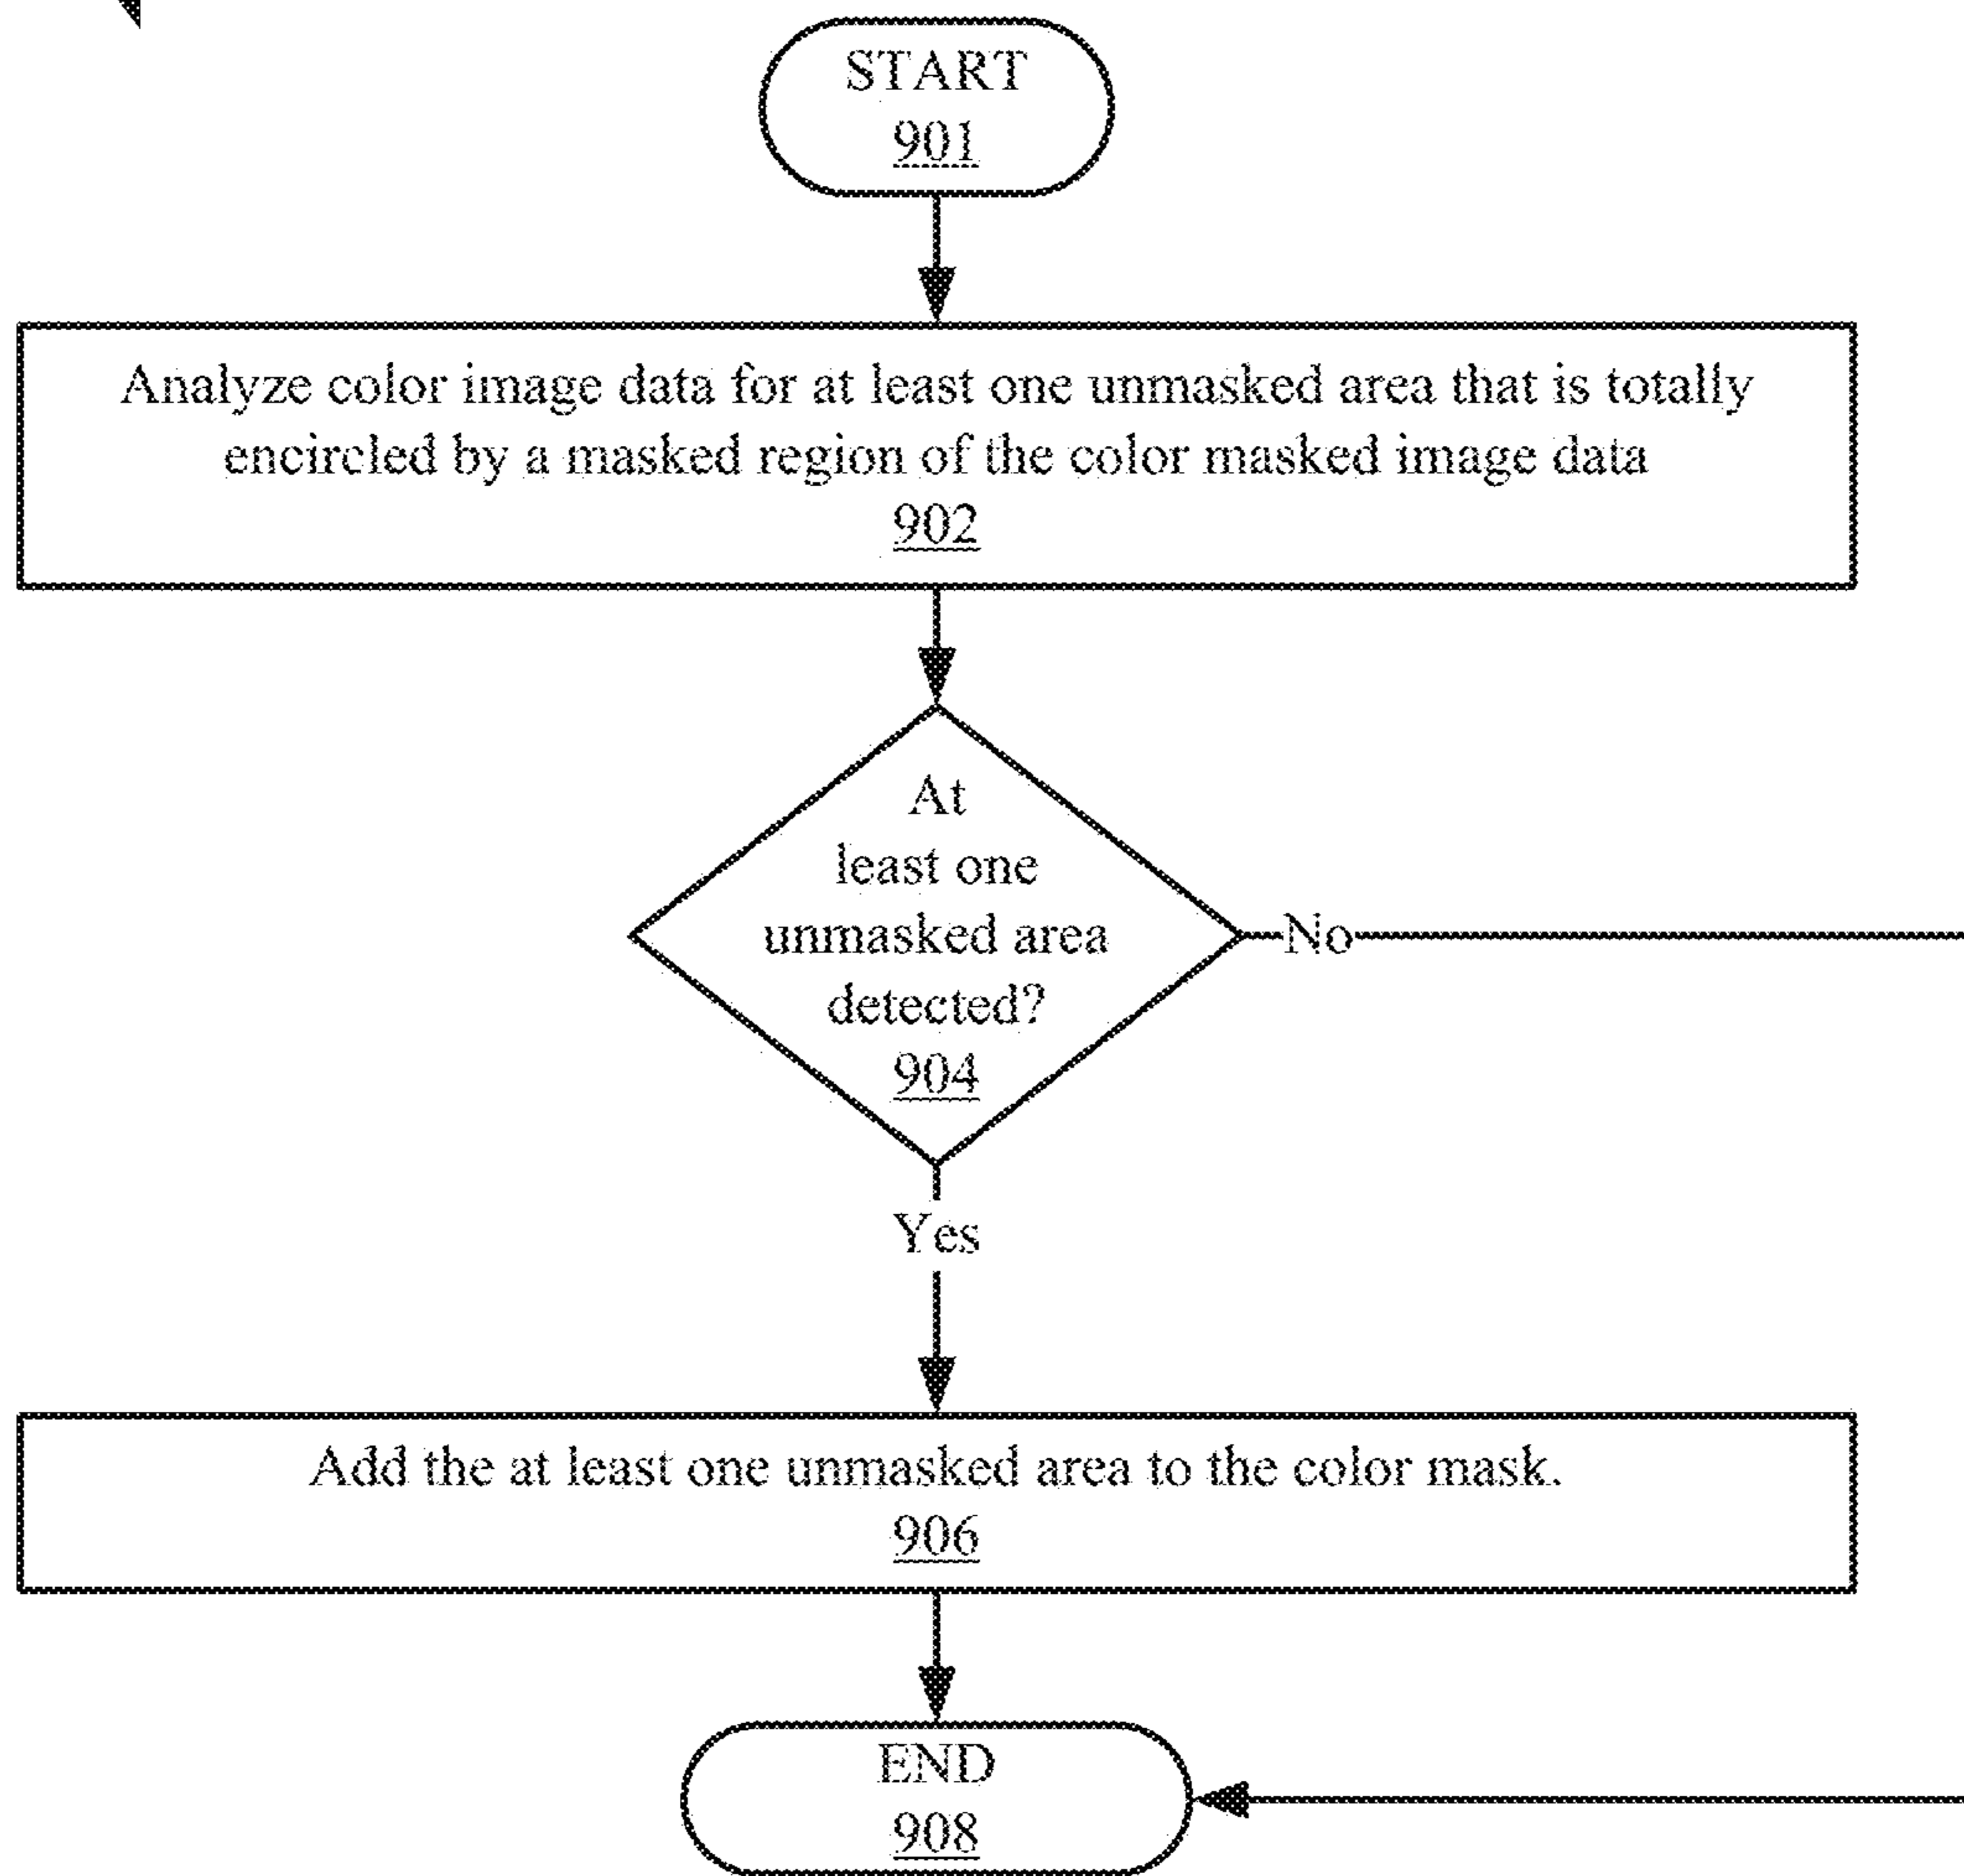 START
901
Analyze color image data for at least one unmasked area that is totally
encircled by a masked region of the color masked image data
902
At
least one
unmasked area
detected?
904
No
Yes
Add the at least one unmasked area to the color mask.
906
END
908